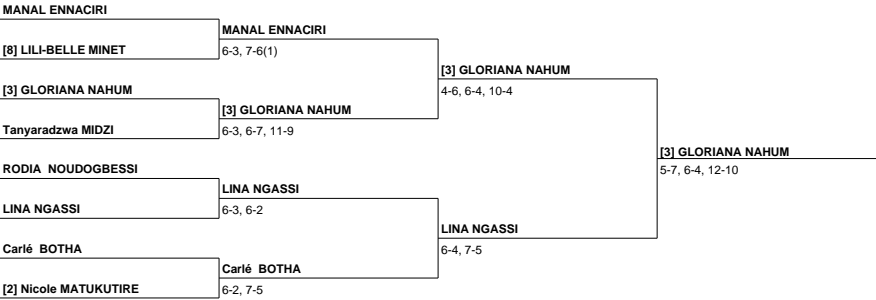 MANAL ENNACIRI
MANAL ENNACIRI
[8] LILI-BELLE MINET
6-3, 7-6(1)
[3] GLORIANA NAHUM
[3] GLORIANA NAHUM
4-6, 6-4, 10-4
[3] GLORIANA NAHUM
Tanyaradzwa MIDZI
6-3, 6-7, 11-9
[3] GLORIANA NAHUM
5-7, 6-4, 12-10
RODIA NOUDOGBESSI
LINA NGASSI
LINA NGASSI
6-3, 6-2
LINA NGASSI
6-4, 7-5
Carlé BOTHA
Carlé BOTHA
[2] Nicole MATUKUTIRE
6-2, 7-5